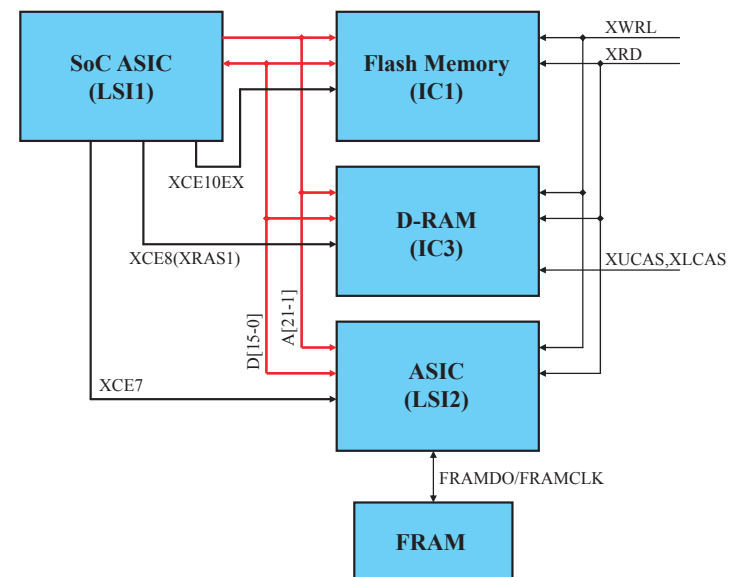 SoC ASIC
(LSI1)
Flash Memory
(IC1)
XWRL
XRD
XCE10EX
D-RAM
(IC3)
XCE8(XRAS1)
XUCAS,XLCAS
D[15-0]
A[21-1]
XCE7
ASIC
(LSI2)
FRAMDO/FRAMCLK
FRAM